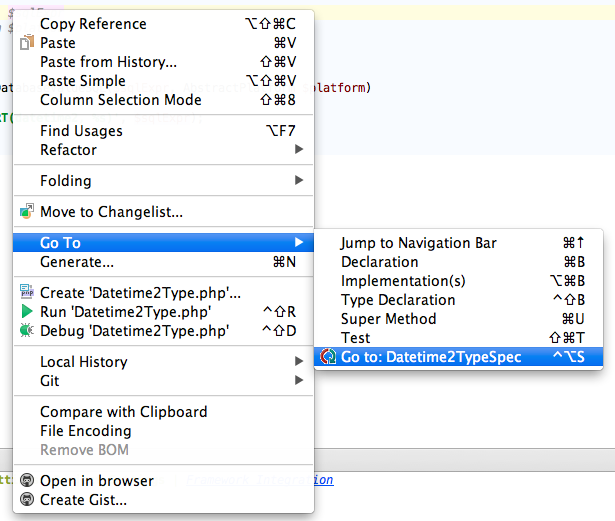 Copy Reference ⌥⇧⌘C
Paste ⌘V
Paste from History... ⇧⌘V
Paste Simple ⌥⇧⌘V
Column Selection Mode ⇧⌘8
platform)
Find Usages ⌥F7
Refactor
Folding
Move to Changelist...
Go To
Generate... ⌘N
Jump to Navigation Bar ⌘↑
Declaration ⌘B
Implementation(s) ⌥⌘B
Type Declaration ^⇧B
Super Method ⌘U
Test ⇧⌘T
Go to: Datetime2TypeSpec ^⌥S
Create 'Datetime2Type.php'...
Run 'Datetime2Type.php' ^⇧R
Debug 'Datetime2Type.php' ^⇧D
Local History
Git
Compare with Clipboard
File Encoding
Remove BOM
Open in browser
Create Gist...